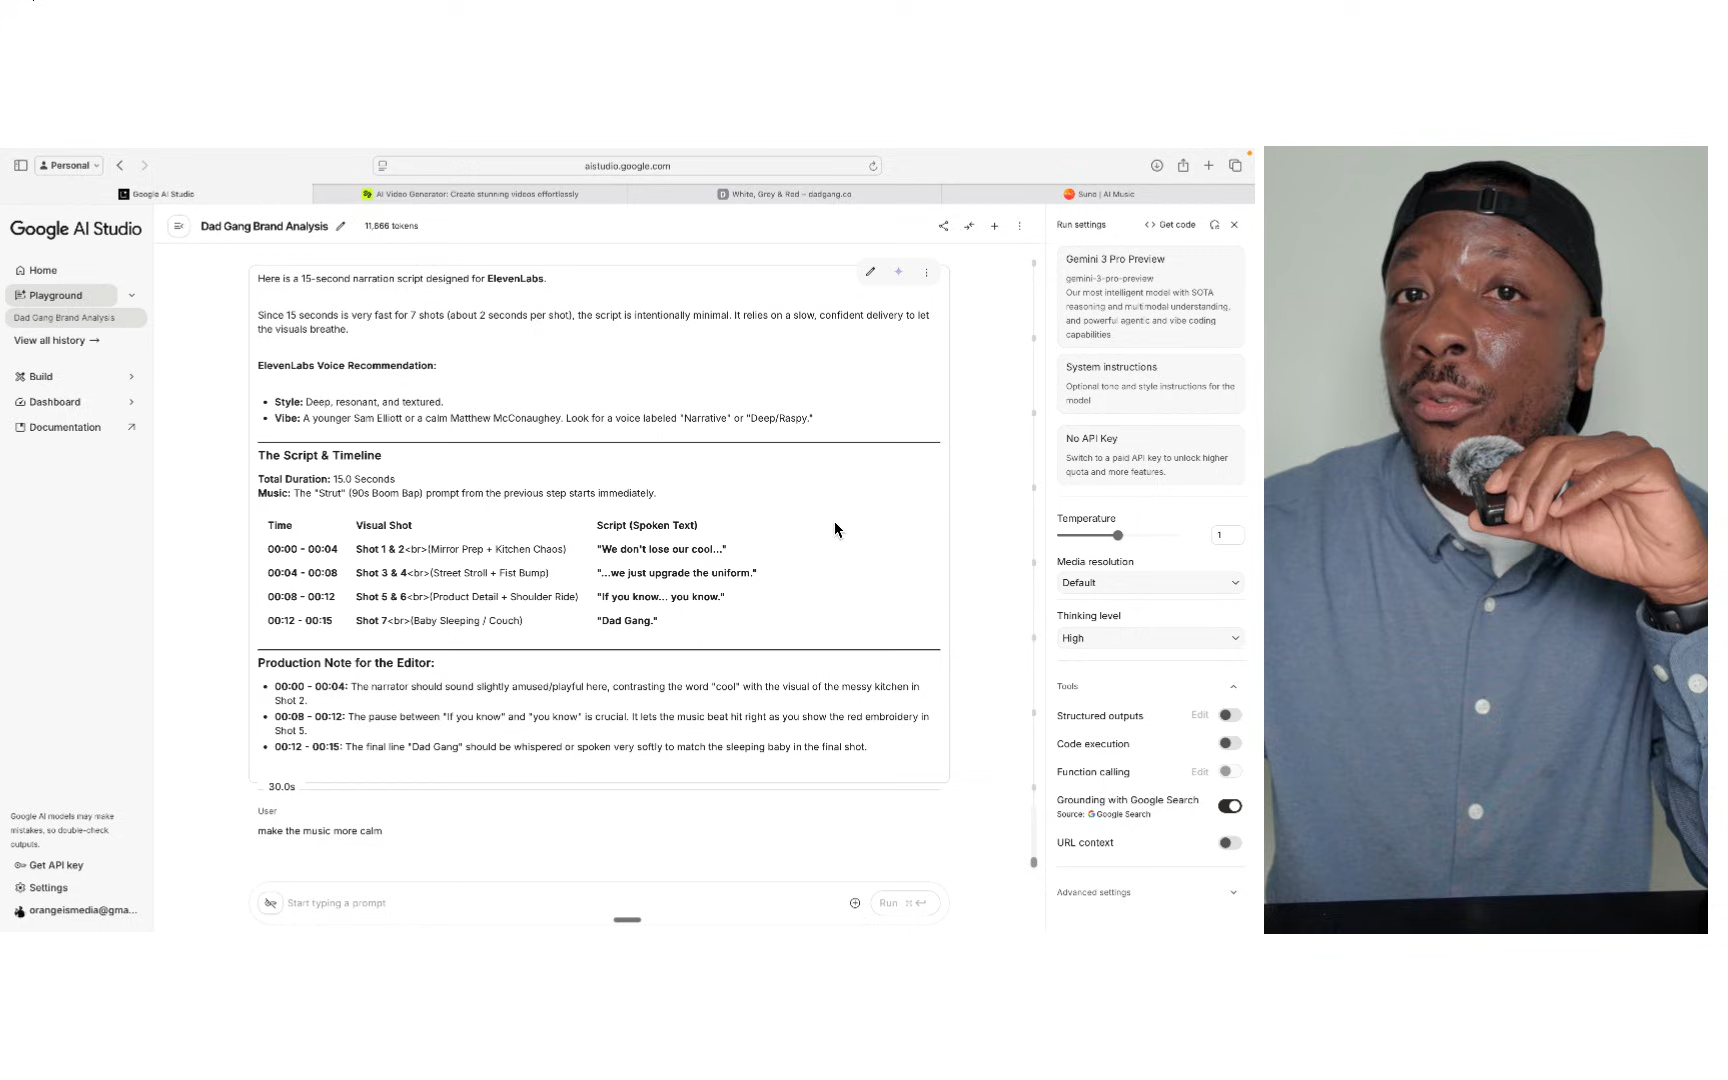 Personal
aistudio.google.com
Google AI Studio
AI Video Generator: Create stunning videos effortlessly
White, Grey & Red – dadgang.co
Suno | AI Music
Google AI Studio
Dad Gang Brand Analysis
11,866 tokens
Run settings
Get code
Home
Playground
Dad Gang Brand Analysis
View all history →
Build
Dashboard
Documentation
Google AI models may make
mistakes, so double-check
outputs.
Get API key
Settings
orangeismedia@gma...
Here is a 15-second narration script designed for ElevenLabs.
Since 15 seconds is very fast for 7 shots (about 2 seconds per shot), the script is intentionally minimal. It relies on a slow, confident delivery to let
the visuals breathe.
ElevenLabs Voice Recommendation:
• Style: Deep, resonant, and textured.
• Vibe: A younger Sam Elliott or a calm Matthew McConaughey. Look for a voice labeled "Narrative" or "Deep/Raspy."
The Script & Timeline
Total Duration: 15.0 Seconds
Music: The "Strut" (90s Boom Bap) prompt from the previous step starts immediately.
Time Visual Shot Script (Spoken Text)
00:00 - 00:04 Shot 1 & 2<br>(Mirror Prep + Kitchen Chaos) "We don't lose our cool..."
00:04 - 00:08 Shot 3 & 4<br>(Street Stroll + Fist Bump) "...we just upgrade the uniform."
00:08 - 00:12 Shot 5 & 6<br>(Product Detail + Shoulder Ride) "If you know... you know."
00:12 - 00:15 Shot 7<br>(Baby Sleeping / Couch) "Dad Gang."
Production Note for the Editor:
• 00:00 - 00:04: The narrator should sound slightly amused/playful here, contrasting the word "cool" with the visual of the messy kitchen in
Shot 2.
• 00:08 - 00:12: The pause between "If you know" and "you know" is crucial. It lets the music beat hit right as you show the red embroidery in
Shot 5.
• 00:12 - 00:15: The final line "Dad Gang" should be whispered or spoken very softly to match the sleeping baby in the final shot.
30.0s
User
make the music more calm
Start typing a prompt
Run
Gemini 3 Pro Preview
gemini-3-pro-preview
Our most intelligent model with SOTA
reasoning and multimodal understanding,
and powerful agentic and vibe coding
capabilities
System instructions
Optional tone and style instructions for the
model
No API Key
Switch to a paid API key to unlock higher
quota and more features.
Temperature
1
Media resolution
Default
Thinking level
High
Tools
Structured outputs Edit
Code execution
Function calling Edit
Grounding with Google Search
Source: Google Search
URL context
Advanced settings